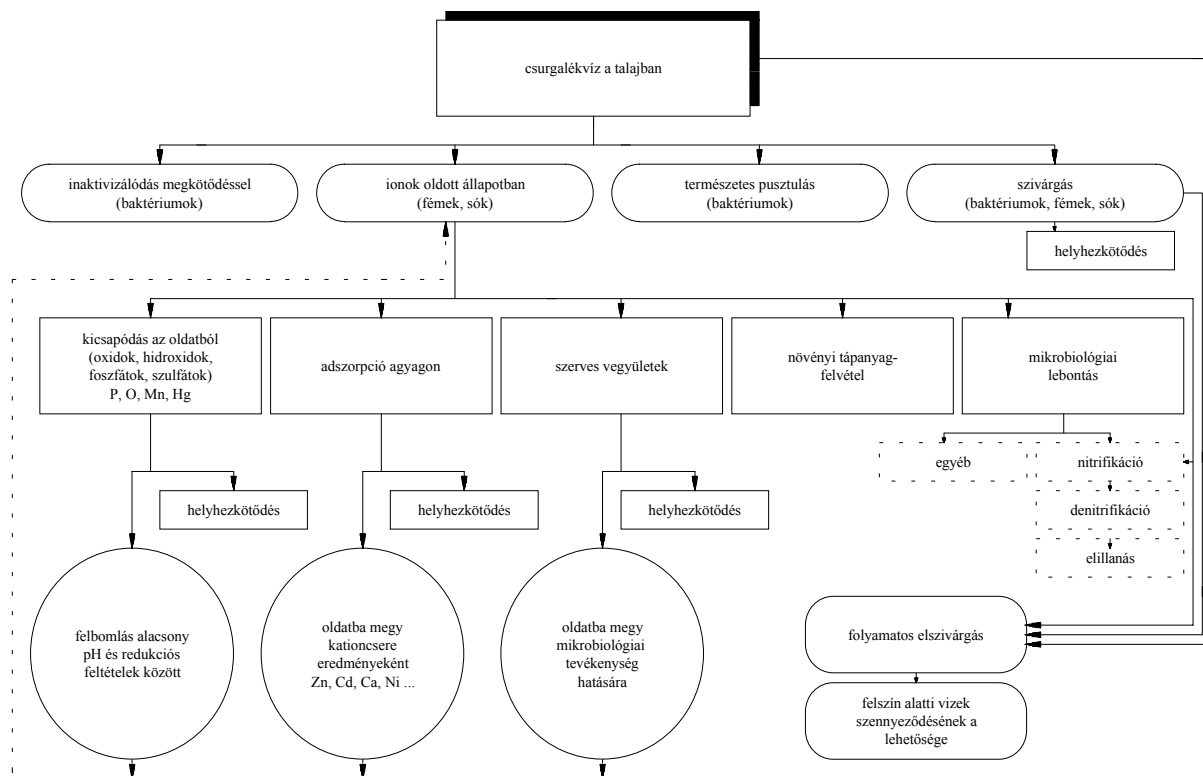 csurgalékvíz a talajban
inaktivizálódás megkötődéssel
(baktériumok)
ionok oldott állapotban
(fémek, sók)
természetes pusztulás
(baktériumok)
szivárgás
(baktériumok, fémek, sók)
helyhezkötődés
kicsapódás az oldatból
(oxidok, hidroxidok,
foszfátok, szulfátok)
P, O, Mn, Hg
adszorpció agyagon
szerves vegyületek
növényi tápanyag-
felvétel
mikrobiológiai
lebontás
egyéb
nitrifikáció
helyhezkötődés
helyhezkötődés
helyhezkötődés
denitrifikáció
elillanás
felbomlás alacsony
pH és redukciós
feltételek között
oldatba megy
kationcsere
eredményeként
Zn, Cd, Ca, Ni ...
oldatba megy
mikrobiológiai
tevékenység
hatására
folyamatos elszivárgás
felszín alatti vizek
szennyeződésének a
lehetősége